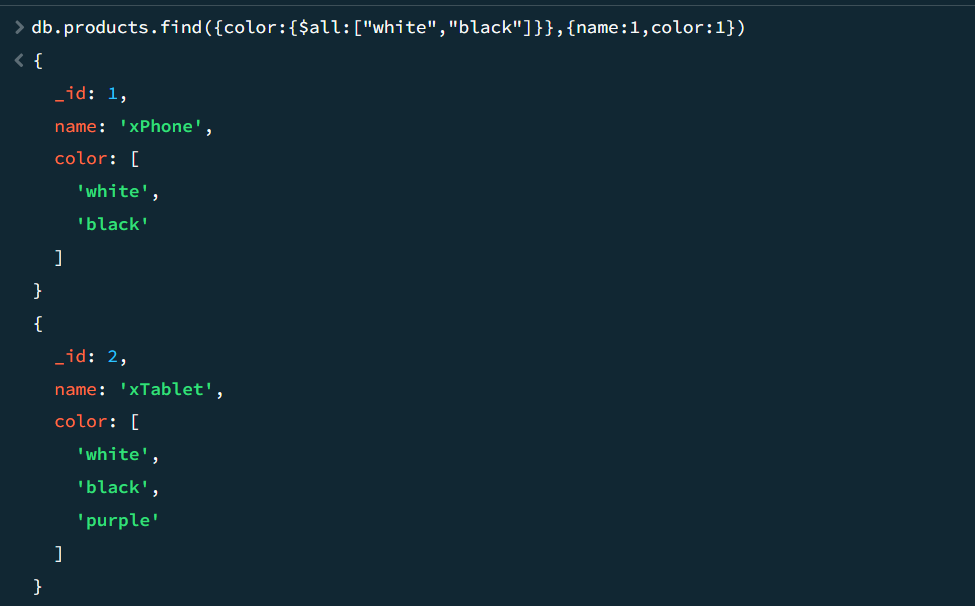 > db.products.find({color:{$all:["white","black"]}},{name:1,color:1})
< {
_id: 1,
name: 'xPhone',
color: [
'white',
'black'
]
}
{
_id: 2,
name: 'xTablet',
color: [
'white',
'black',
'purple'
]
}